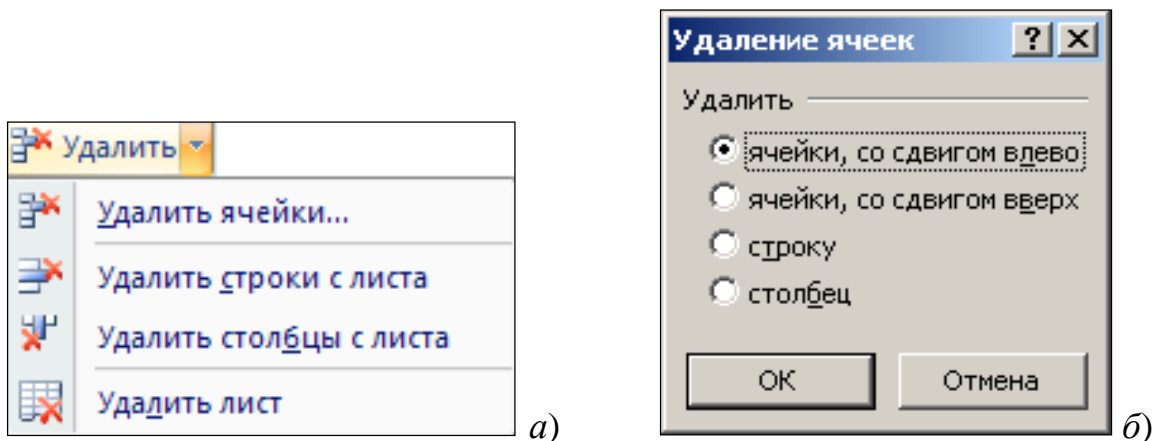 Удалить
Удалить ячейки...
Удалить строки с листа
Удалить столбцы с листа
Удалить лист
а)
Удаление ячеек
Удалить
ячейки, со сдвигом влево
ячейки, со сдвигом вверх
строку
столбец
ОК
Отмена
б)